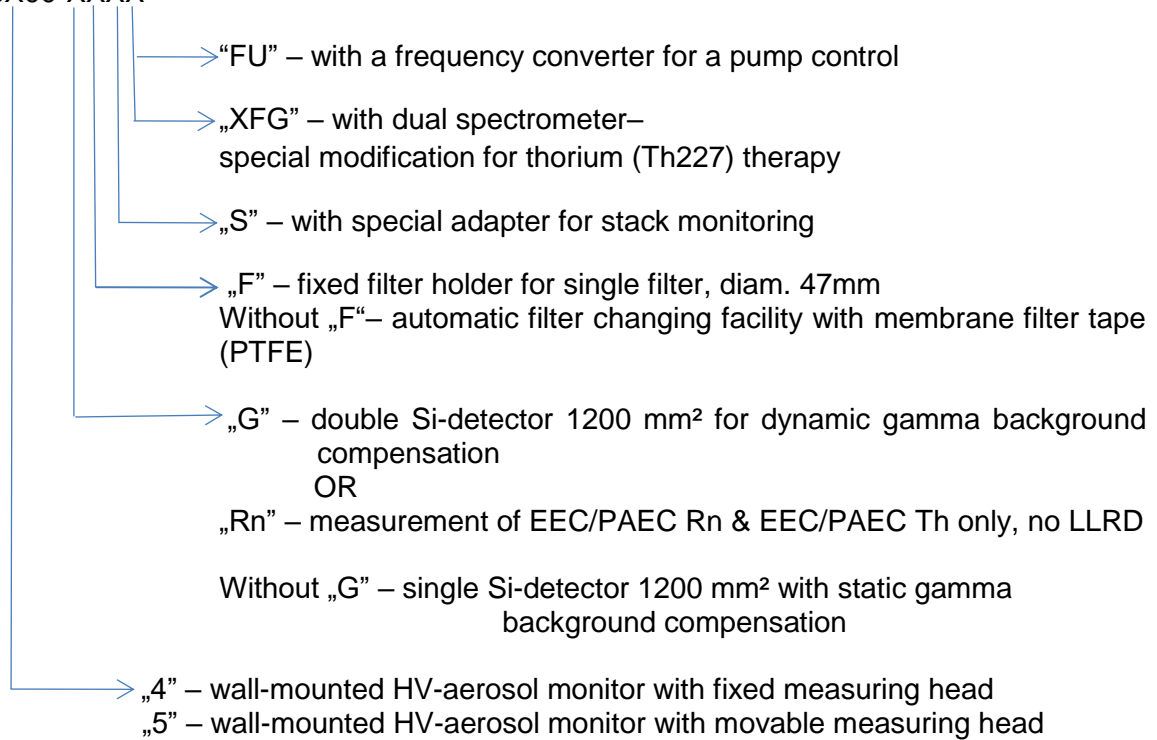 “FU” – with a frequency converter for a pump control
„XFG” – with dual spectrometer–
special modification for thorium (Th227) therapy
„S” – with special adapter for stack monitoring
„F” – fixed filter holder for single filter, diam. 47mm
Without „F“– automatic filter changing facility with membrane filter tape
(PTFE)
„G” – double Si-detector 1200 mm² for dynamic gamma background
compensation
OR
„Rn” – measurement of EEC/PAEC Rn & EEC/PAEC Th only, no LLRD
Without „G” – single Si-detector 1200 mm² with static gamma
background compensation
„4” – wall-mounted HV-aerosol monitor with fixed measuring head
„5” – wall-mounted HV-aerosol monitor with movable measuring head